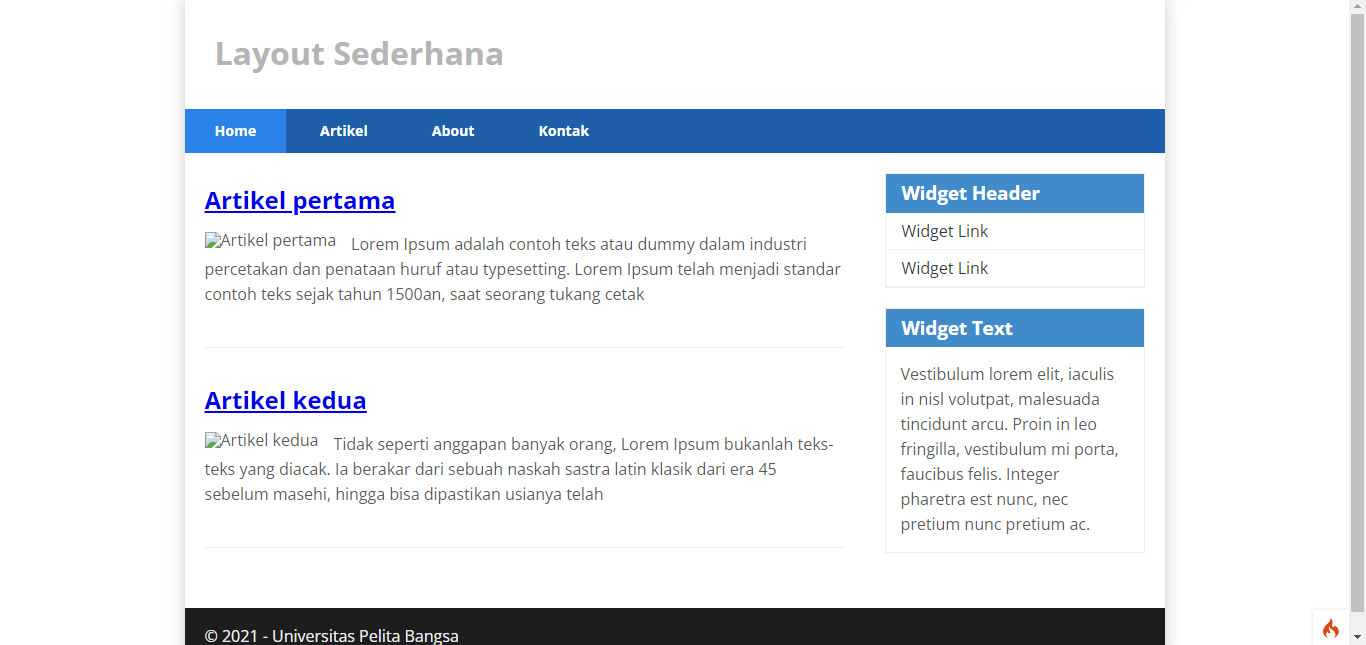 Layout Sederhana
Home Artikel About Kontak
Artikel pertama
Artikel pertama Lorem Ipsum adalah contoh teks atau dummy dalam industri
percetakan dan penataan huruf atau typesetting. Lorem Ipsum telah menjadi standar
contoh teks sejak tahun 1500an, saat seorang tukang cetak
Artikel kedua
Artikel kedua Tidak seperti anggapan banyak orang, Lorem Ipsum bukanlah teks-
teks yang diacak. Ia berakar dari sebuah naskah sastra latin klasik dari era 45
sebelum masehi, hingga bisa dipastikan usianya telah
Widget Header
Widget Link
Widget Link
Widget Text
Vestibulum lorem elit, iaculis
in nisl volutpat, malesuada
tincidunt arcu. Proin in leo
fringilla, vestibulum mi porta,
faucibus felis. Integer
pharetra est nunc, nec
pretium nunc pretium ac.
© 2021 - Universitas Pelita Bangsa